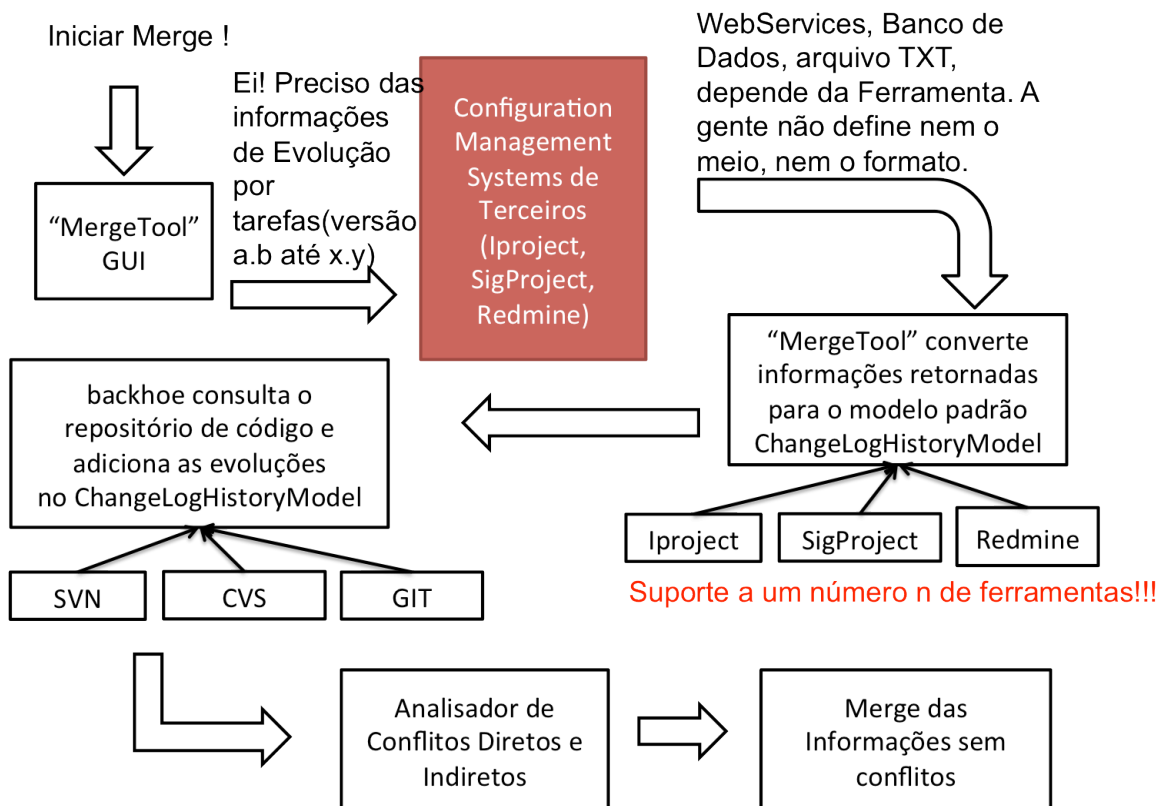 Iniciar Merge !
“MergeTool”
GUI
Ei! Preciso das
informações
de Evolução
por
tarefas(versão
a.b até x.y)
Configuration
Management
Systems de
Terceiros
(Iproject,
SigProject,
Redmine)
WebServices, Banco de
Dados, arquivo TXT,
depende da Ferramenta. A
gente não define nem o
meio, nem o formato.
“MergeTool” converte
informações retornadas
para o modelo padrão
ChangeLogHistoryModel
Iproject
SigProject
Redmine
Suporte a um número n de ferramentas!!!
backhoe consulta o
repositório de código e
adiciona as evoluções
no ChangeLogHistoryModel
SVN
CVS
GIT
Analisador de
Conflitos Diretos e
Indiretos
Merge das
Informações sem
conflitos